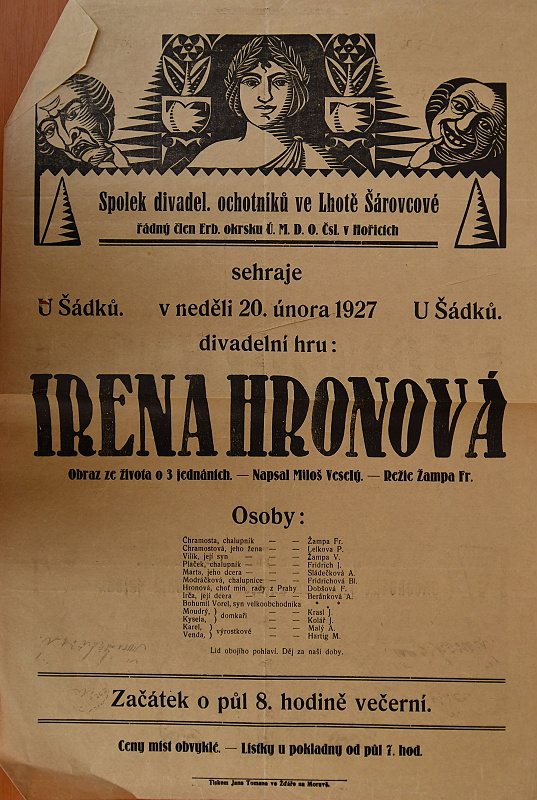 Spolek divadel. ochotníků ve Lhotě Šárovcové
řádný člen Erb. okrsku Ú. M. D. O. Čsl. v Hořicích
sehraje
U Šádků. v neděli 20. února 1927 U Šádků.
divadelní hru:
IRENA HRONOVÁ
Obraz ze života o 3 jednáních. — Napsal Miloš Veselý. — Režie Žampa Fr.
Osoby:
Chramosta, chalupník — — Žampa Fr.
Chramostová, jeho žena — — Lelkova P.
Vilík, její syn — — — Žampa V.
Pláček, chalupník — — — Fridrich J.
Marta, jeho dcera — — — Sládečková A.
Modráčková, chalupnice — — Fridrichová Bl.
Hronová, choť min. rady z Prahy — Dobšová F.
Irča, její dcera — — — Beránková A.
Bohumil Vorel, syn velkoobchodníka * * *
Moudrý, } domkaři — — Krasl J.
Kysela, — — Kolář J.
Karel, } výrostkové — — Malý A.
Venda, — — Hartig M.
Lid obojího pohlaví. Děj za naší doby.
Začátek o půl 8. hodině večerní.
Ceny míst obvyklé. — Lístky u pokladny od půl 7. hod.
Tiskem Jana Tomana ve Žďáře na Moravě.